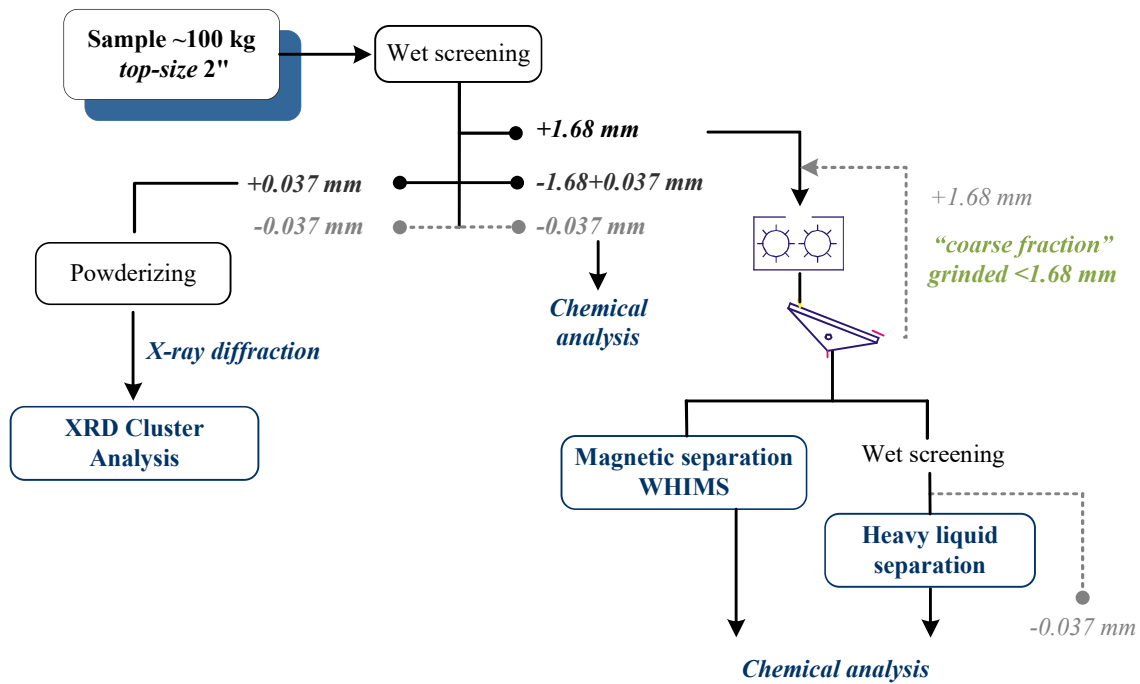 Sample ~100 kg
top-size 2"
Wet screening
+1.68 mm
+0.037 mm
-1.68+0.037 mm
-0.037 mm
-0.037 mm
+1.68 mm
“coarse fraction”
grinded <1.68 mm
Powderizing
Chemical
analysis
X-ray diffraction
XRD Cluster
Analysis
Magnetic separation
WHIMS
Wet screening
Heavy liquid
separation
-0.037 mm
Chemical analysis